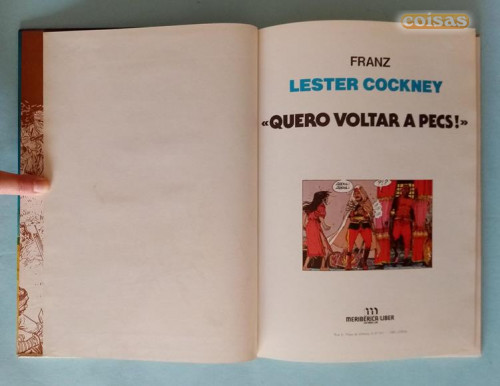 coisas
FRANZ
LESTER COCKNEY
«QUERO VOLTAR A PECS!»
MERIBÉRICA/LIBER